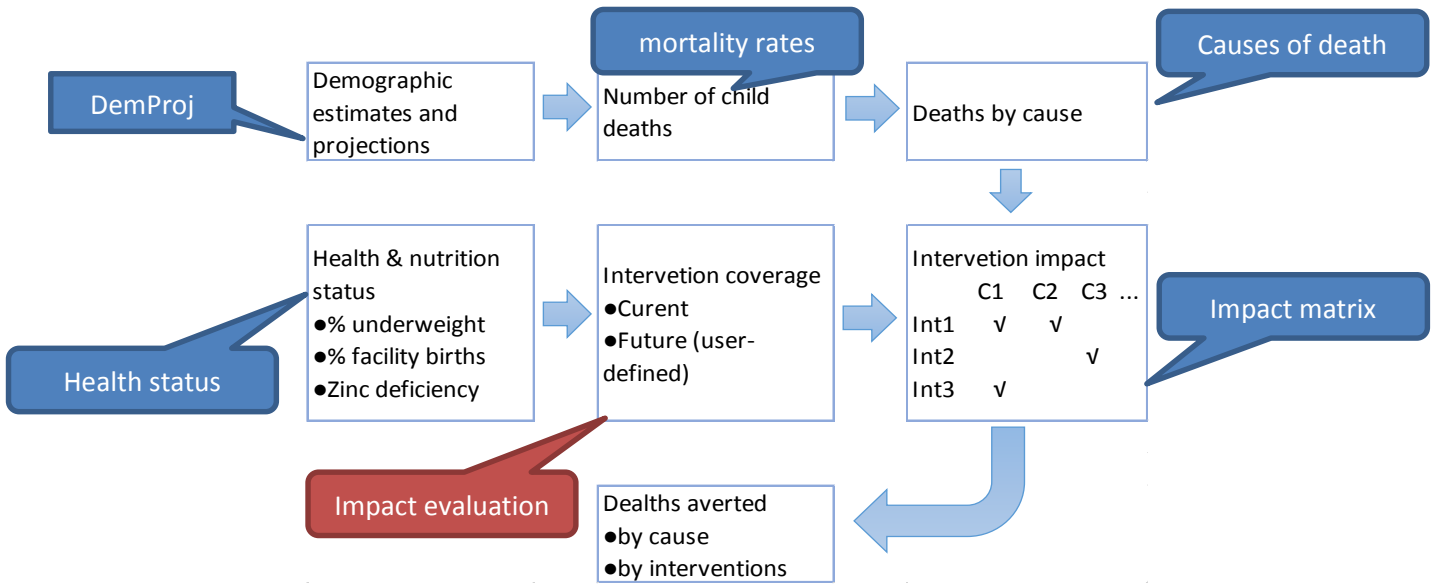 mortality rates
Causes of death
DemProj
Demographic
estimates and
projections
Number of child
deaths
Deaths by cause
Health & nutrition
status
●% underweight
●% facility births
●Zinc deficiency
Intervetion coverage
●Curent
●Future (user-
defined)
Intervetion impact
C1 C2 C3 ...
Int1 √ √
Int2 √
Int3 √
Impact matrix
Health status
Impact evaluation
Dealths averted
●by cause
●by interventions